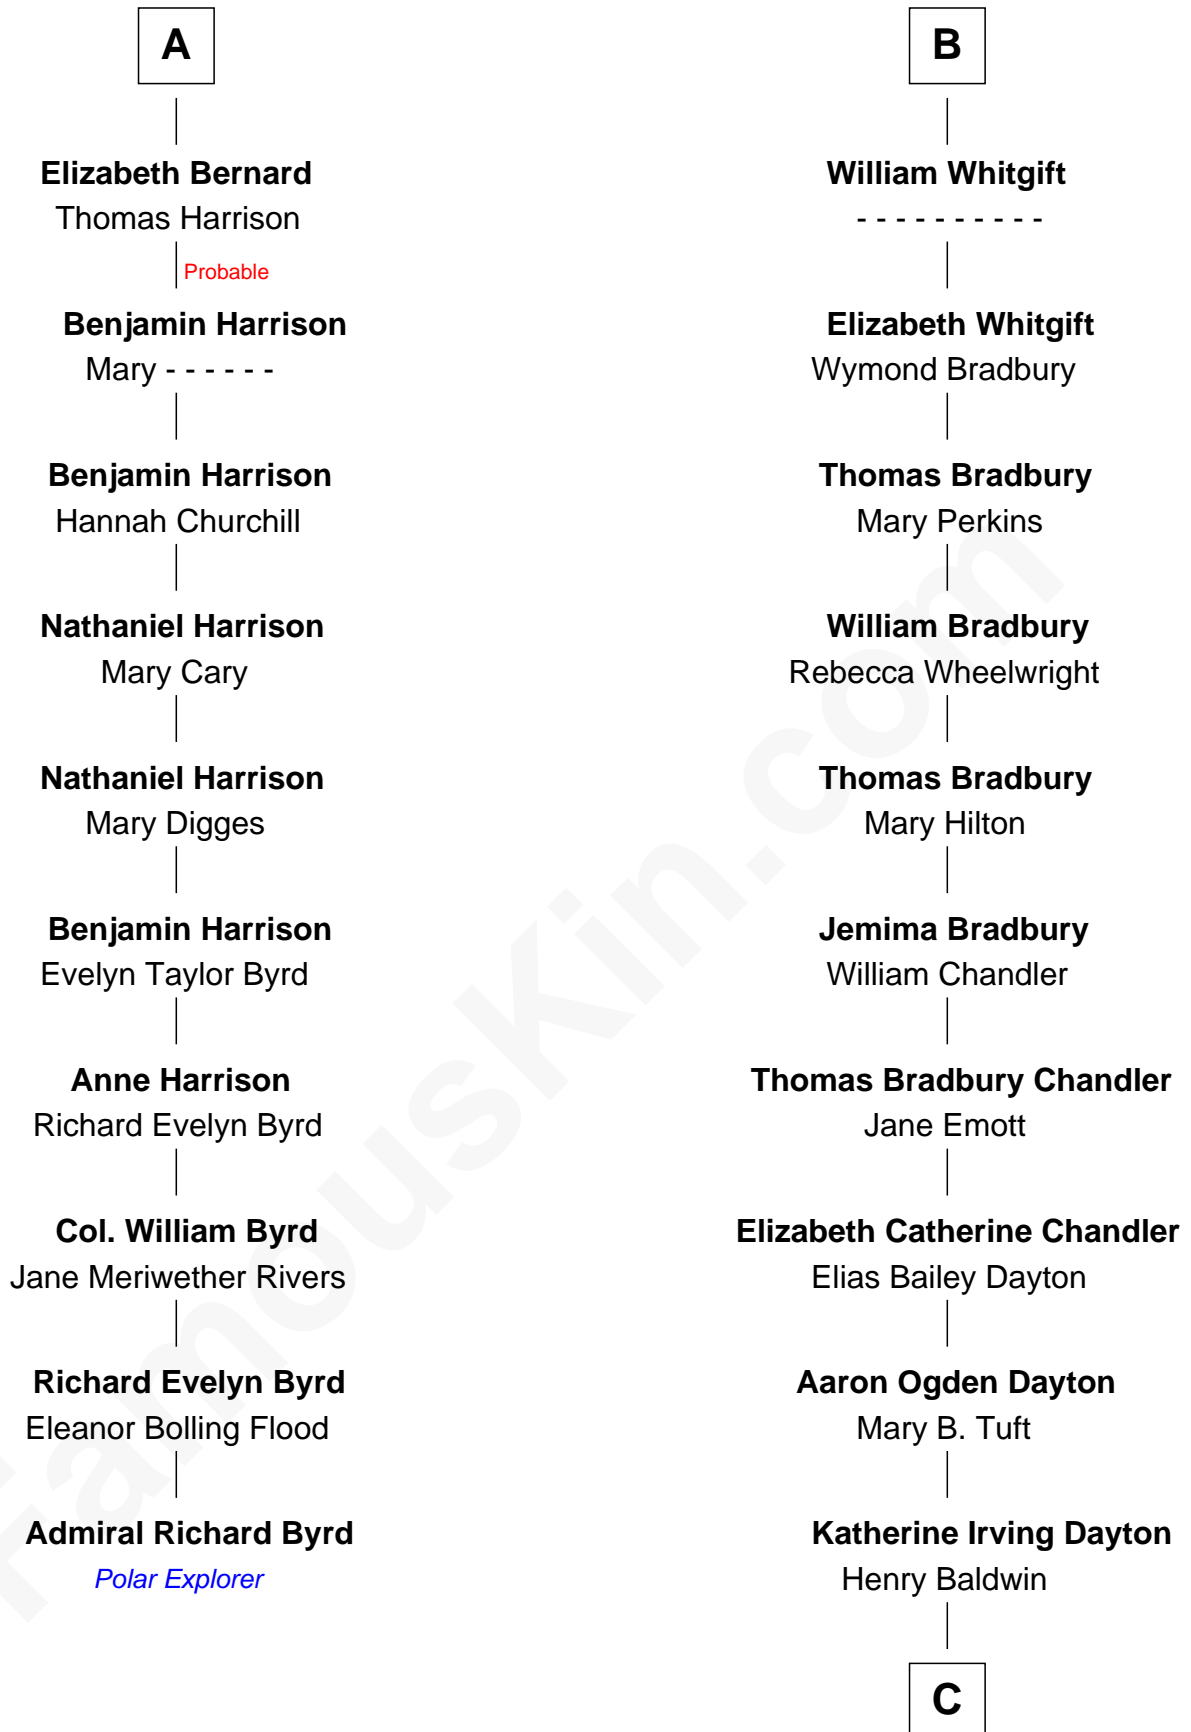 A
Elizabeth Bernard
Thomas Harrison
Probable
Benjamin Harrison
Mary - - - - - -
Benjamin Harrison
Hannah Churchill
Nathaniel Harrison
Mary Cary
Nathaniel Harrison
Mary Digges
Benjamin Harrison
Evelyn Taylor Byrd
Anne Harrison
Richard Evelyn Byrd
Col. William Byrd
Jane Meriwether Rivers
Richard Evelyn Byrd
Eleanor Bolling Flood
Admiral Richard Byrd
Polar Explorer
B
William Whitgift
- - - - - - - - - -
Elizabeth Whitgift
Wymond Bradbury
Thomas Bradbury
Mary Perkins
William Bradbury
Rebecca Wheelwright
Thomas Bradbury
Mary Hilton
Jemima Bradbury
William Chandler
Thomas Bradbury Chandler
Jane Emott
Elizabeth Catherine Chandler
Elias Bailey Dayton
Aaron Ogden Dayton
Mary B. Tuft
Katherine Irving Dayton
Henry Baldwin
C
FamousKin.com